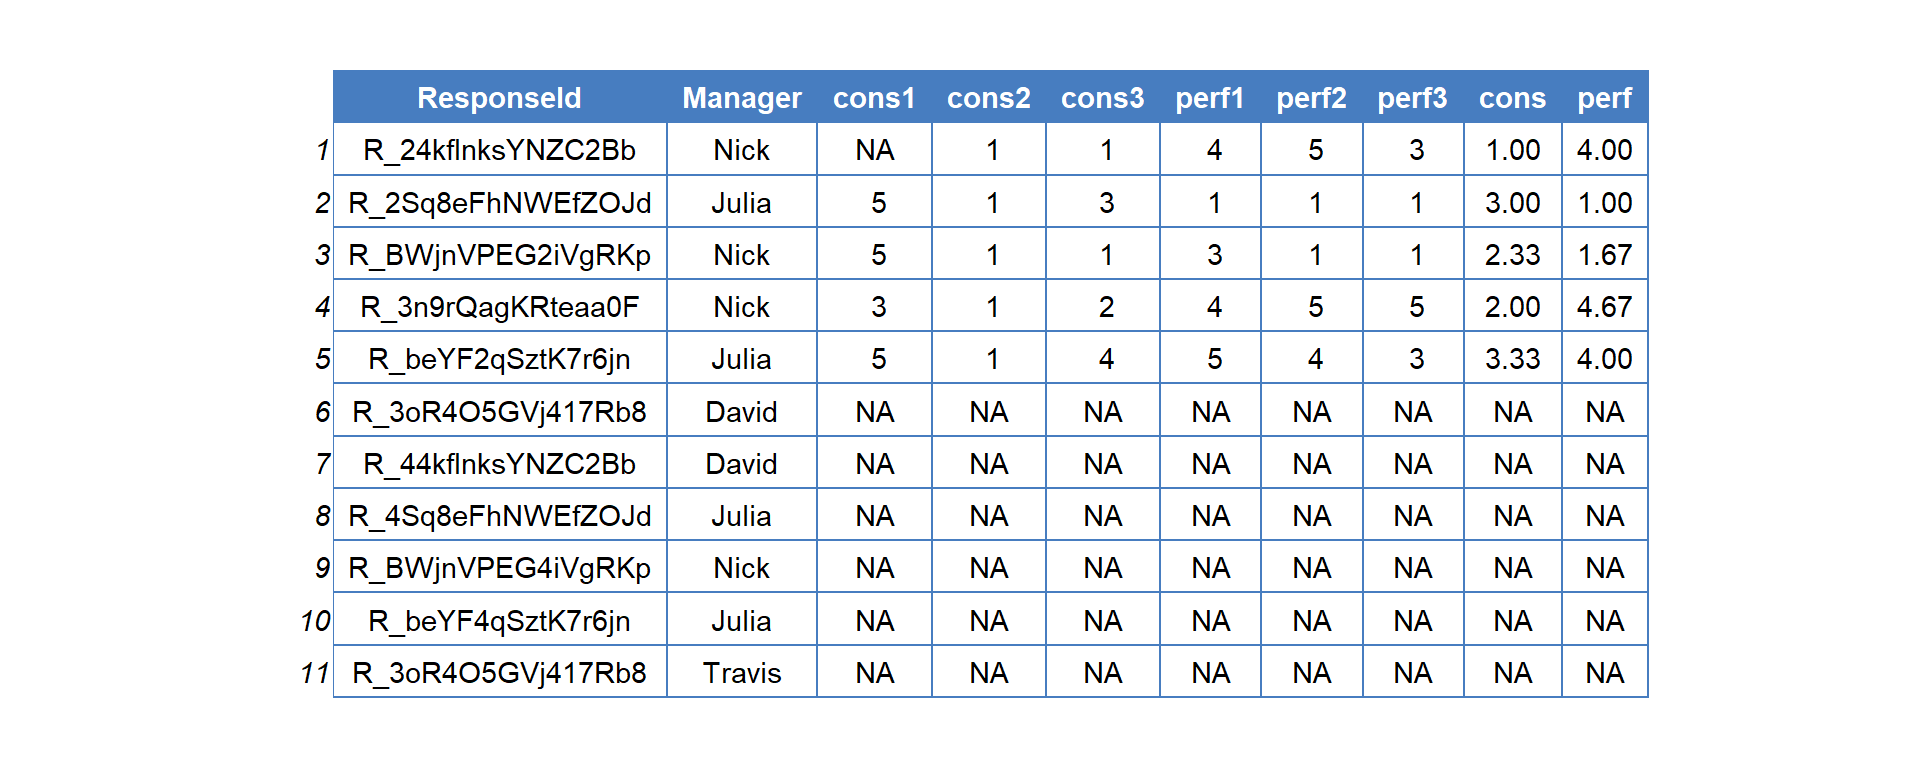 ResponseId Manager cons1 cons2 cons3 perf1 perf2 perf3 cons perf
1 R_24kflnksYNZC2Bb Nick NA 1 1 4 5 3 1.00 4.00
2 R_2Sq8eFhNWEfZOJd Julia 5 1 3 1 1 1 3.00 1.00
3 R_BWjnVPEG2iVgRKp Nick 5 1 1 3 1 1 2.33 1.67
4 R_3n9rQagKRteaa0F Nick 3 1 2 4 5 5 2.00 4.67
5 R_beYF2qSztK7r6jn Julia 5 1 4 5 4 3 3.33 4.00
6 R_3oR4O5GVj417Rb8 David NA NA NA NA NA NA NA NA
7 R_44kflnksYNZC2Bb David NA NA NA NA NA NA NA NA
8 R_4Sq8eFhNWEfZOJd Julia NA NA NA NA NA NA NA NA
9 R_BWjnVPEG4iVgRKp Nick NA NA NA NA NA NA NA NA
10 R_beYF4qSztK7r6jn Julia NA NA NA NA NA NA NA NA
11 R_3oR4O5GVj417Rb8 Travis NA NA NA NA NA NA NA NA